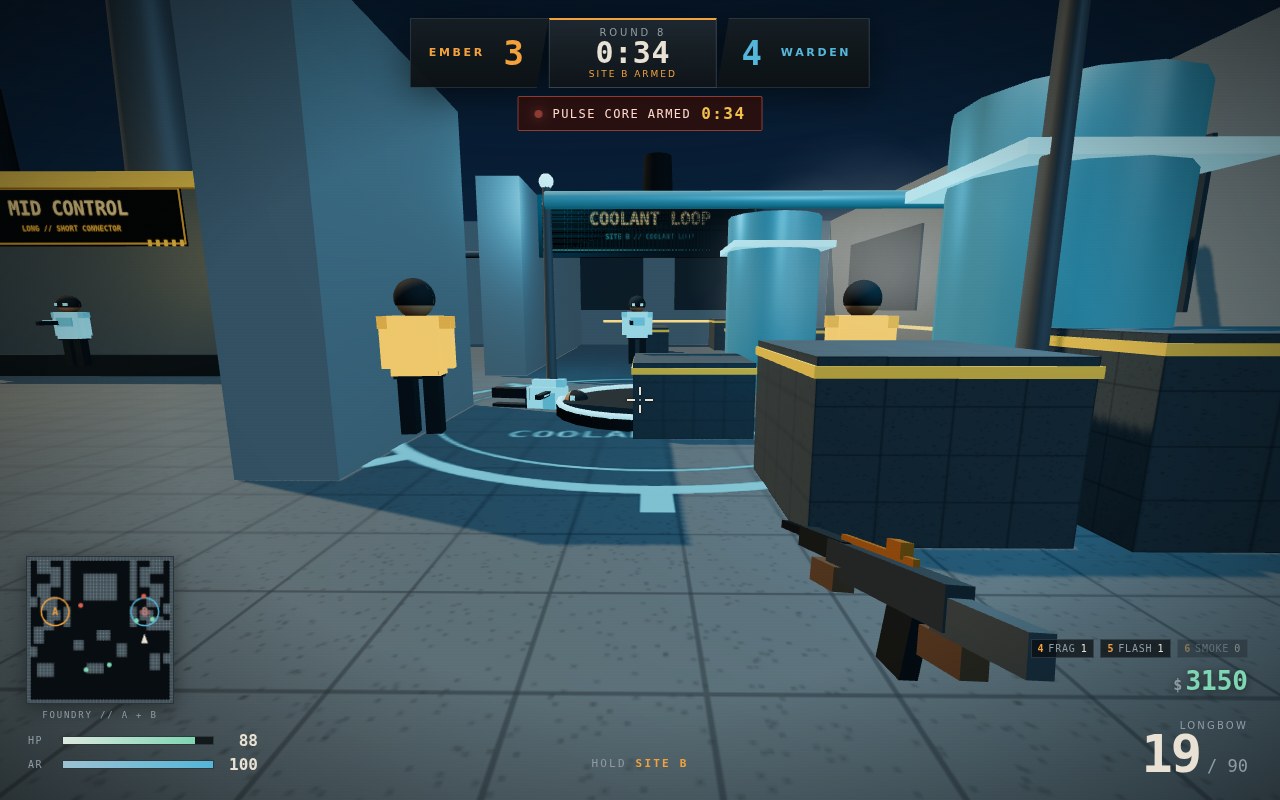 EMBER 3
ROUND 8
0:34
SITE B ARMED
4 WARDEN
PULSE CORE ARMED 0:34
MID CONTROL
LONG // SHORT CONNECTOR
COOLANT LOOP
SITE B // COOLANT LOOP
A
FOUNDRY // A + B
HP 88
AR 100
HOLD SITE B
4 FRAG 1
5 FLASH 1
6 SMOKE 0
$3150
LONGBOW
19 / 90